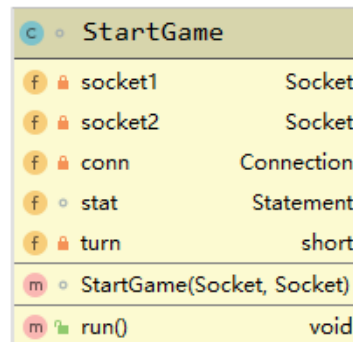 StartGame
socket1 Socket
socket2 Socket
conn Connection
stat Statement
turn short
StartGame(Socket, Socket)
run() void